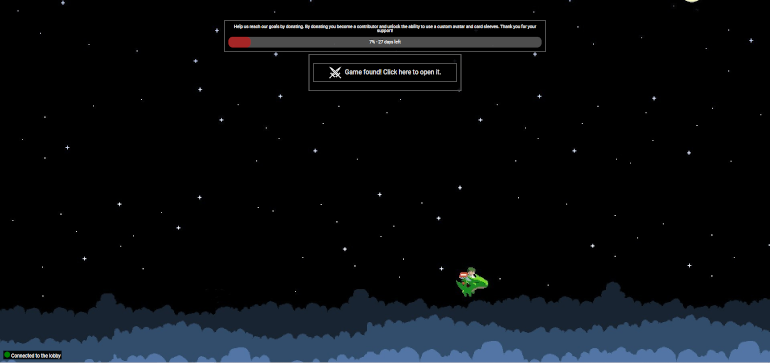 Help us reach our goals by donating. By donating you become a contributor and unlock the ability to use a custom avatar and card sleeves. Thank you for your
support!
7% - 27 days left
Game found! Click here to open it.
Connected to the lobby